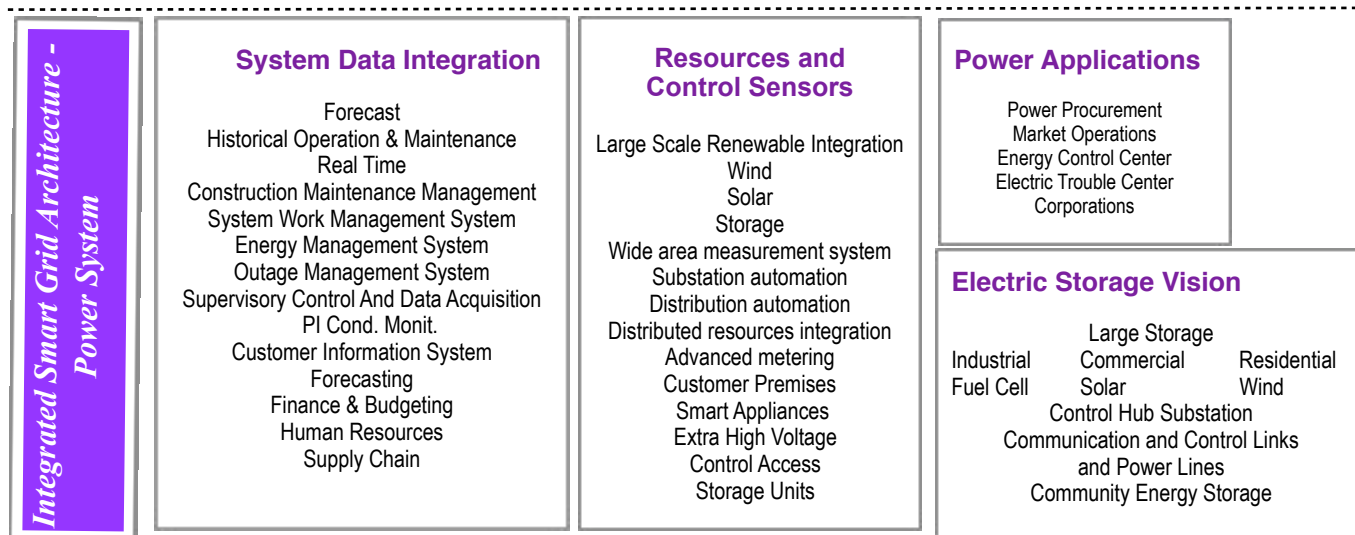 Integrated Smart Grid Architecture -
Power System
System Data Integration
Forecast
Historical Operation & Maintenance
Real Time
Construction Maintenance Management
System Work Management System
Energy Management System
Outage Management System
Supervisory Control And Data Acquisition
PI Cond. Monit.
Customer Information System
Forecasting
Finance & Budgeting
Human Resources
Supply Chain
Resources and
Control Sensors
Large Scale Renewable Integration
Wind
Solar
Storage
Wide area measurement system
Substation automation
Distribution automation
Distributed resources integration
Advanced metering
Customer Premises
Smart Appliances
Extra High Voltage
Control Access
Storage Units
Power Applications
Power Procurement
Market Operations
Energy Control Center
Electric Trouble Center
Corporations
Electric Storage Vision
Large Storage
Industrial Commercial Residential
Fuel Cell Solar Wind
Control Hub Substation
Communication and Control Links
and Power Lines
Community Energy Storage